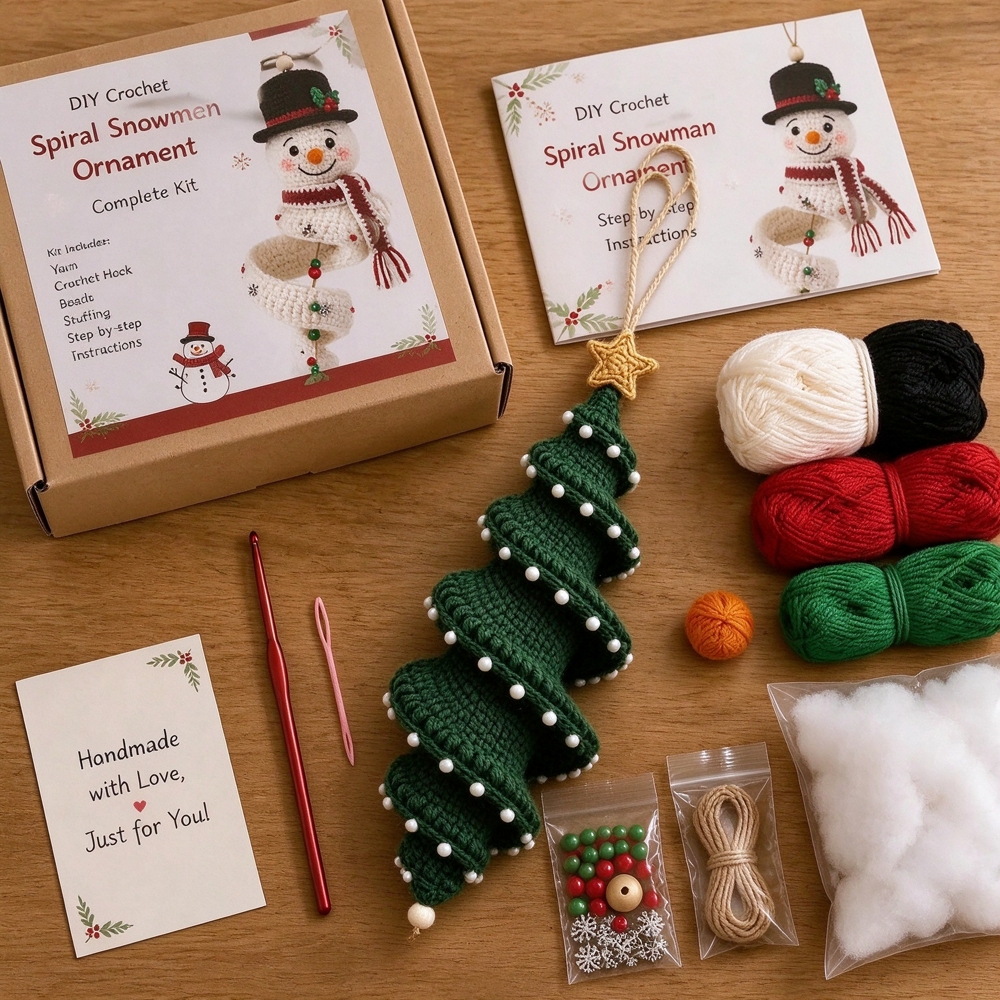 DIY Crochet
Spiral Snowmen
Ornament
Complete Kit
Kit includes:
Yarn
Crochet Hock
Beads
Stuffing
Step by-step
Instructions
DIY Crochet
Spiral Snowman
Ornament
Step by step
Instructions
Handmade
with Love,
Just for You!